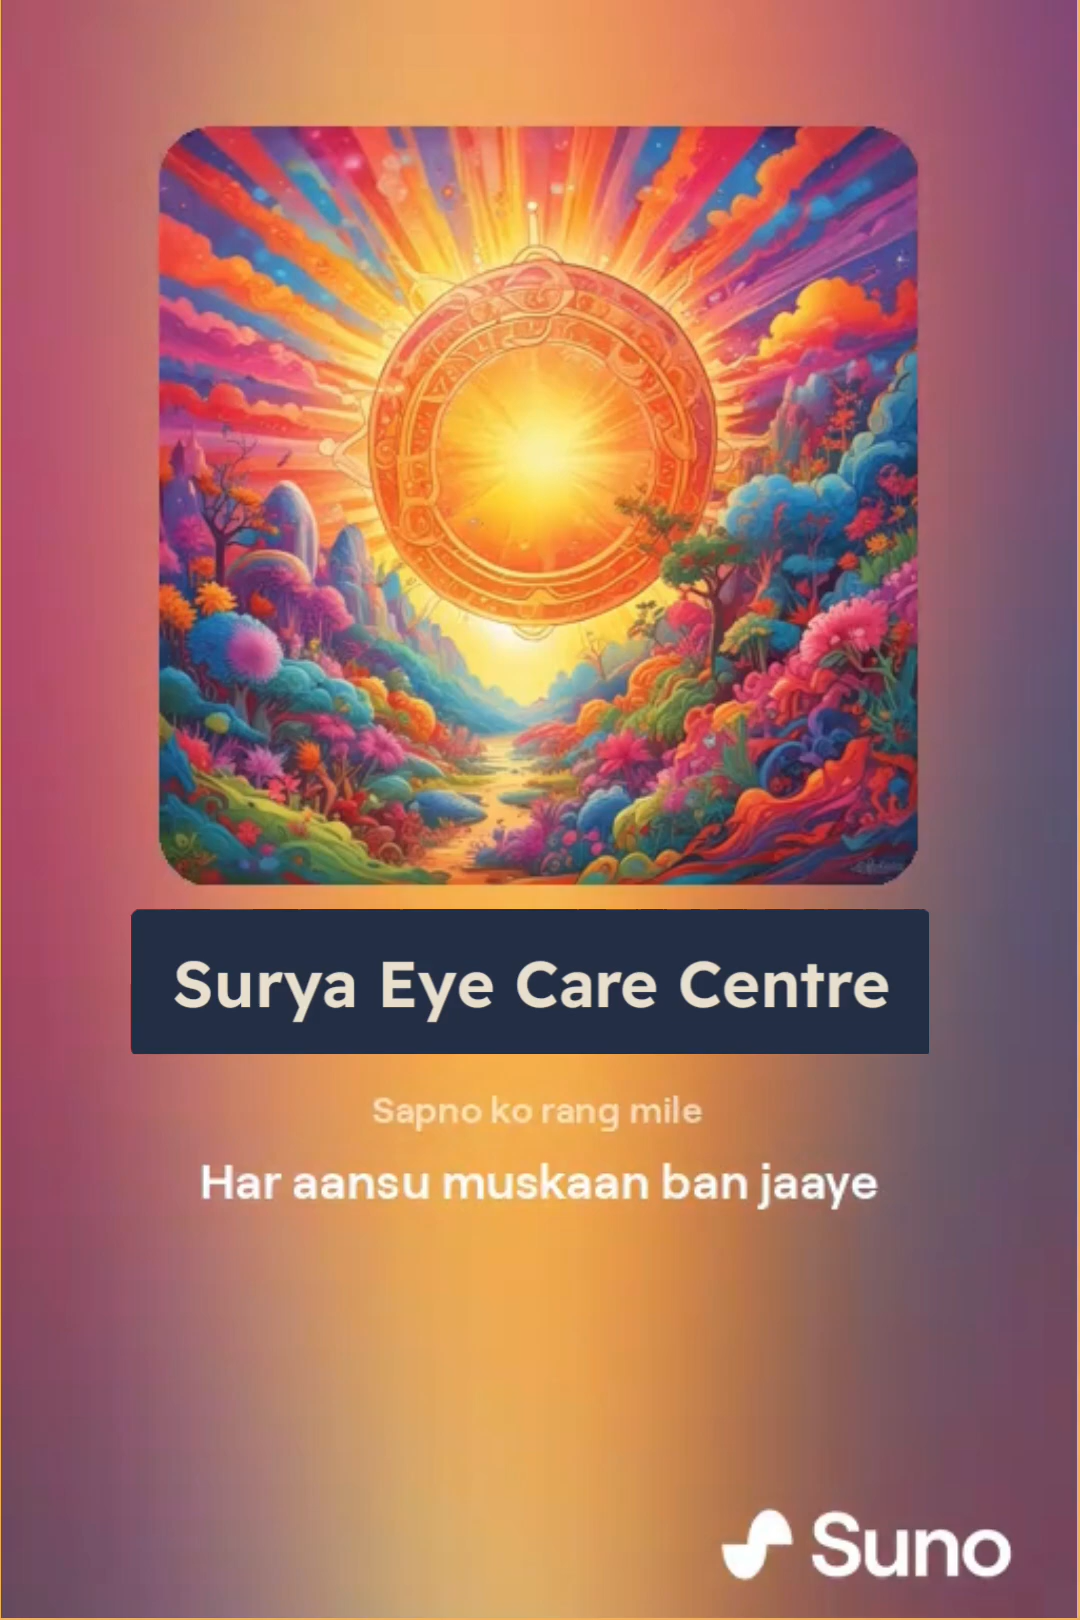 Surya Eye Care Centre
Sapno ko rang mile
Har aansu muskaan ban jaaye
Suno